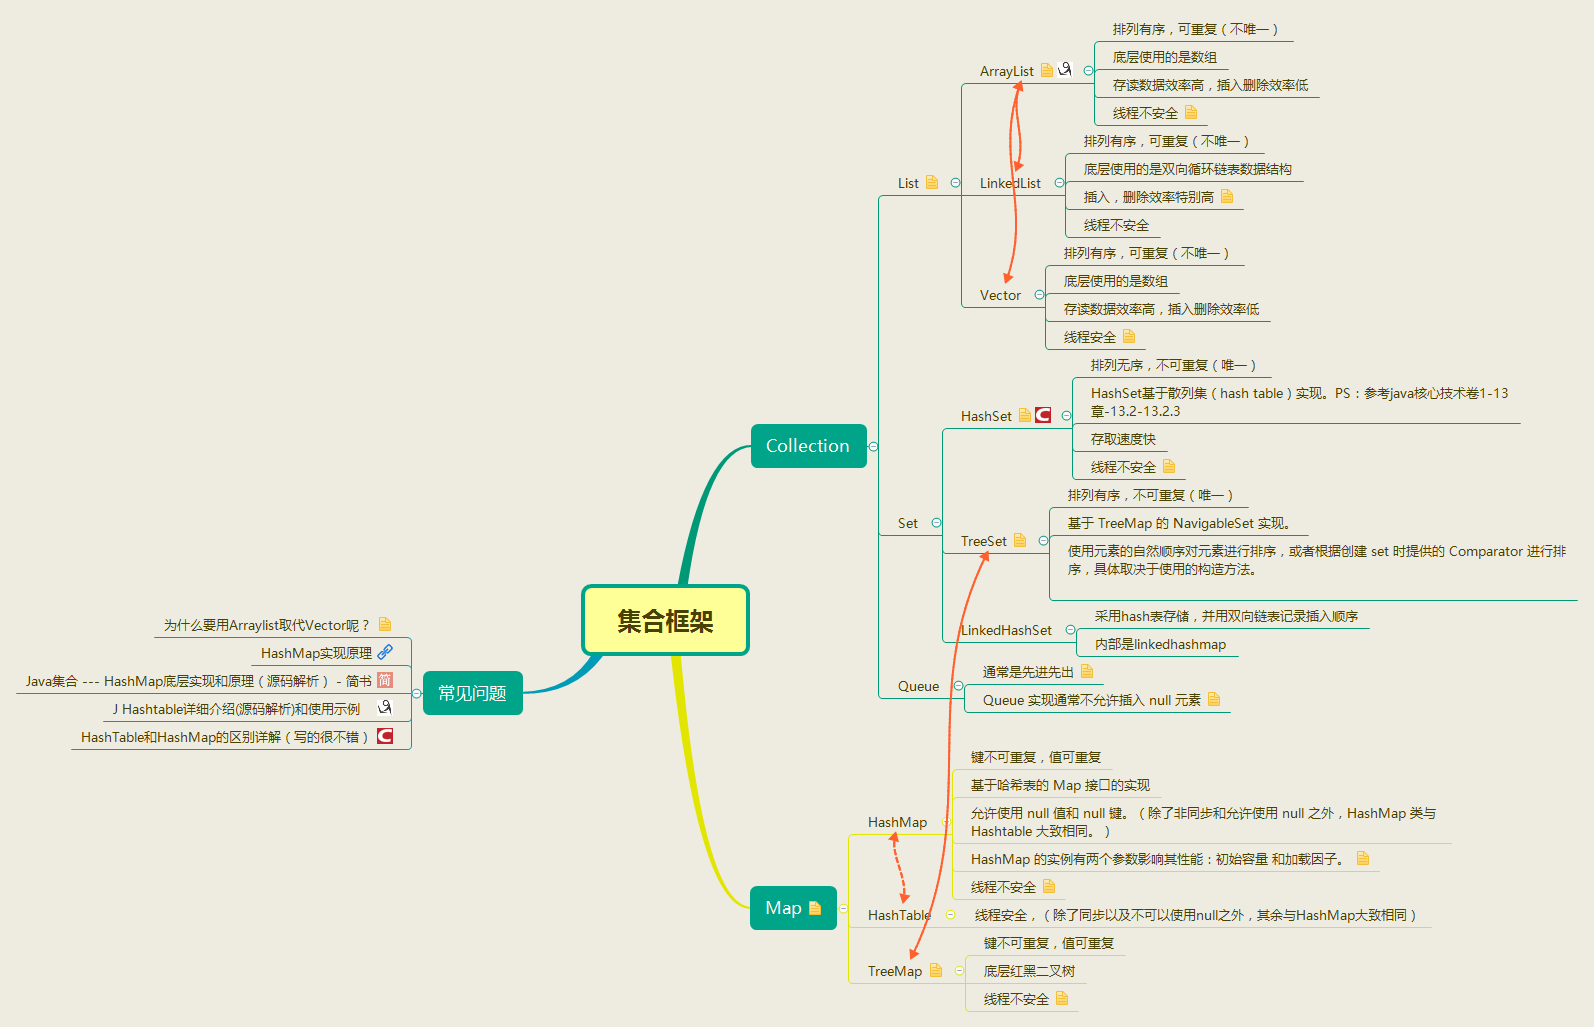 集合框架
Collection
List
ArrayList
排列有序，可重复（不唯一）
底层使用的是数组
存读数据效率高，插入删除效率低
线程不安全
LinkedList
排列有序，可重复（不唯一）
底层使用的是双向循环链表数据结构
插入，删除效率特别高
线程不安全
Vector
排列有序，可重复（不唯一）
底层使用的是数组
存读数据效率高，插入删除效率低
线程安全
Set
HashSet
排列无序，不可重复（唯一）
HashSet基于散列集（hash table）实现。PS：参考java核心技术卷1-13
章-13.2-13.2.3
存取速度快
线程不安全
TreeSet
排列有序，不可重复（唯一）
基于 TreeMap 的 NavigableSet 实现。
使用元素的自然顺序对元素进行排序，或者根据创建 set 时提供的 Comparator 进行排
序，具体取决于使用的构造方法。
LinkedHashSet
采用hash表存储，并用双向链表记录插入顺序
内部是linkedhashmap
Queue
通常是先进先出
Queue 实现通常不允许插入 null 元素
常见问题
为什么要用Arraylist取代Vector呢？
HashMap实现原理
Java集合 --- HashMap底层实现和原理（源码解析） - 简书
简
J Hashtable详细介绍(源码解析)和使用示例
HashTable和HashMap的区别详解（写的很不错）
Map
HashMap
键不可重复，值可重复
基于哈希表的 Map 接口的实现
允许使用 null 值和 null 键。（除了非同步和允许使用 null 之外，HashMap 类与
Hashtable 大致相同。）
HashMap 的实例有两个参数影响其性能：初始容量 和加载因子。
线程不安全
HashTable
线程安全，（除了同步以及不可以使用null之外，其余与HashMap大致相同）
TreeMap
键不可重复，值可重复
底层红黑二叉树
线程不安全